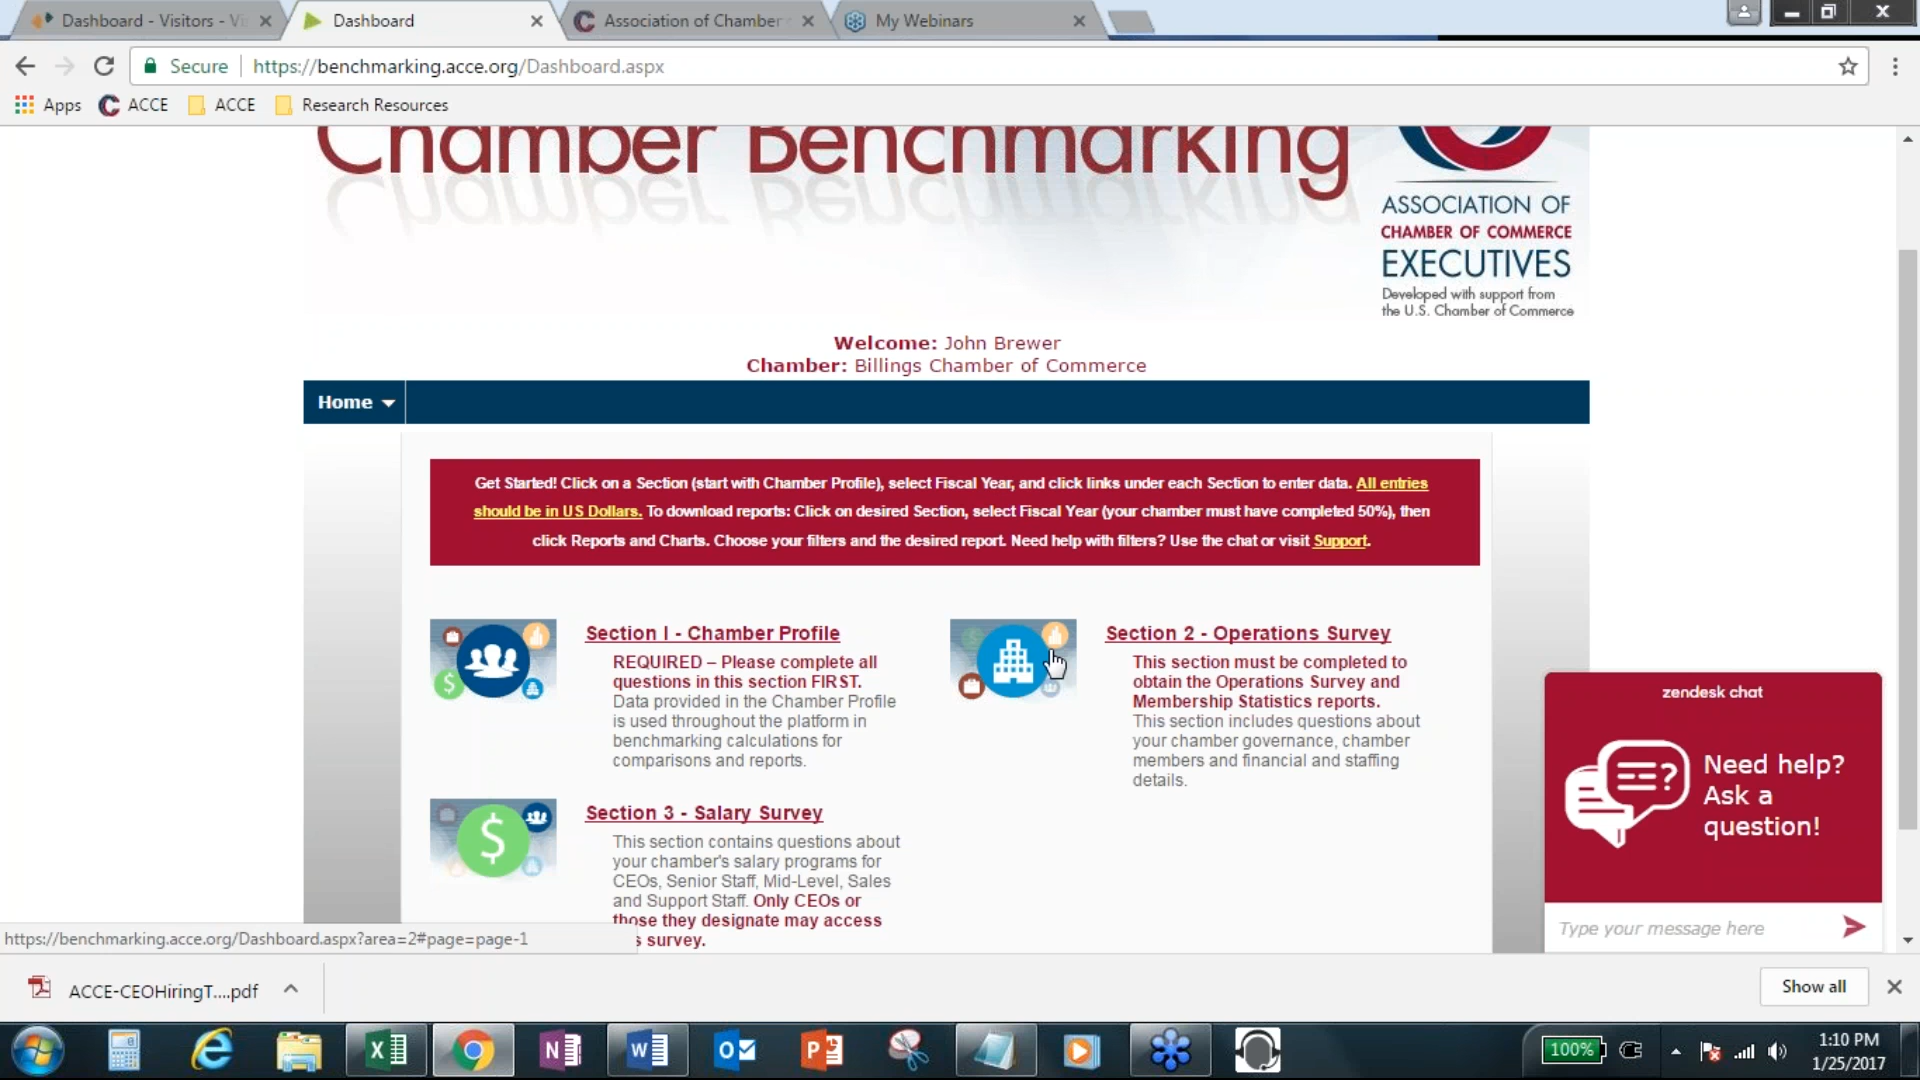 Dashboard - Visitors - Vi
Dashboard
Association of Chamber
My Webinars
Secure
https://benchmarking.acce.org/Dashboard.aspx
Apps
ACCE
ACCE
Research Resources
Chamber Benchmarking
ASSOCIATION OF
CHAMBER OF COMMERCE
EXECUTIVES
Developed with support from
the U.S. Chamber of Commerce
Welcome: John Brewer
Chamber: Billings Chamber of Commerce
Home
Get Started! Click on a Section (start with Chamber Profile), select Fiscal Year, and click links under each Section to enter data. All entries
should be in US Dollars. To download reports: Click on desired Section, select Fiscal Year (your chamber must have completed 50%), then
click Reports and Charts. Choose your filters and the desired report. Need help with filters? Use the chat or visit Support.
Section I - Chamber Profile
REQUIRED – Please complete all
questions in this section FIRST.
Data provided in the Chamber Profile
is used throughout the platform in
benchmarking calculations for
comparisons and reports.
Section 2 - Operations Survey
This section must be completed to
obtain the Operations Survey and
Membership Statistics reports.
This section includes questions about
your chamber governance, chamber
members and financial and staffing
details.
Section 3 - Salary Survey
This section contains questions about
your chamber's salary programs for
CEOs, Senior Staff, Mid-Level, Sales
and Support Staff. Only CEOs or
those they designate may access
survey.
zendesk chat
Need help?
Ask a
question!
Type your message here
https://benchmarking.acce.org/Dashboard.aspx?area=2#page=page-1
ACCE-CEOHiringT....pdf
Show all
100%
1:10 PM
1/25/2017